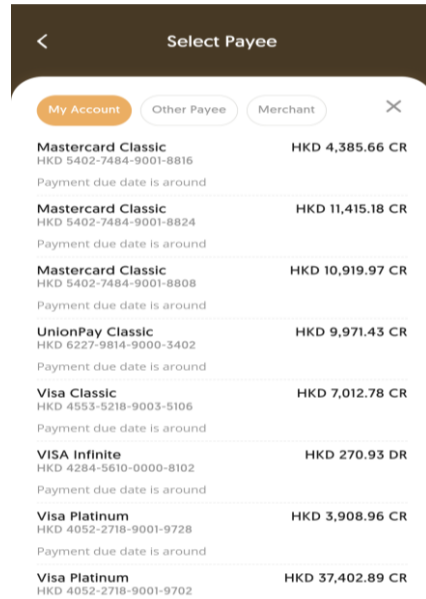 Select Payee
My Account Other Payee Merchant
Mastercard Classic HKD 4,385.66 CR
HKD 5402-7484-9001-8816
Payment due date is around
Mastercard Classic HKD 11,415.18 CR
HKD 5402-7484-9001-8824
Payment due date is around
Mastercard Classic HKD 10,919.97 CR
HKD 5402-7484-9001-8808
Payment due date is around
UnionPay Classic HKD 9,971.43 CR
HKD 6227-9814-9000-3402
Payment due date is around
Visa Classic HKD 7,012.78 CR
HKD 4553-5218-9003-5106
Payment due date is around
VISA Infinite HKD 270.93 DR
HKD 4284-5610-0000-8102
Payment due date is around
Visa Platinum HKD 3,908.96 CR
HKD 4052-2718-9001-9728
Payment due date is around
Visa Platinum HKD 37,402.89 CR
HKD 4052-2718-9001-9702